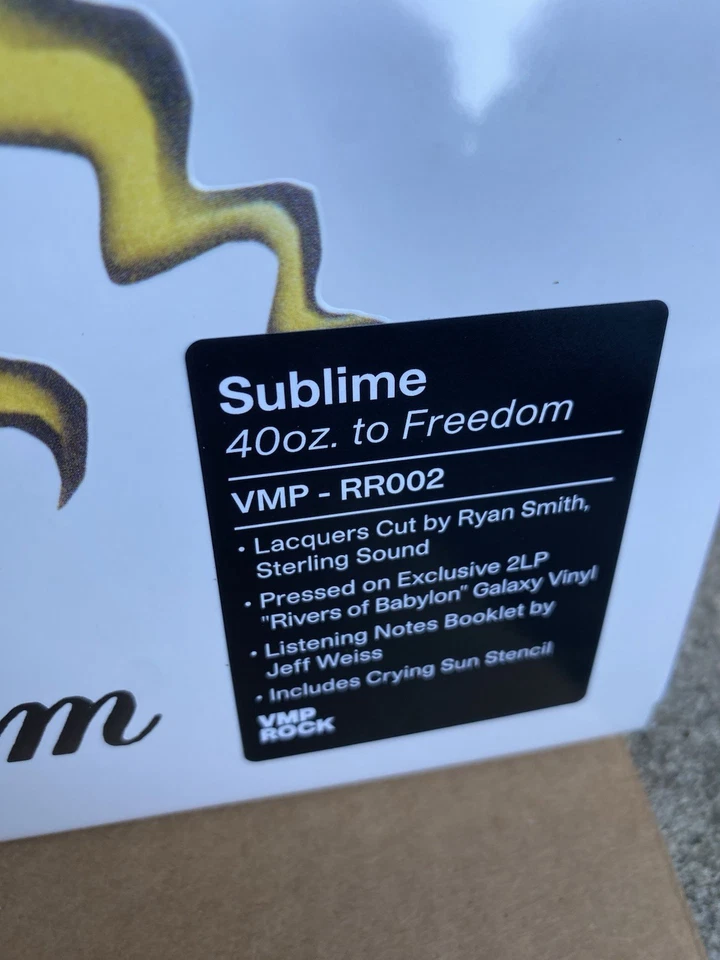 Sublime
40oz. to Freedom
VMP - RR002
• Lacquers Cut by Ryan Smith,
Sterling Sound
• Pressed on Exclusive 2LP
"Rivers of Babylon" Galaxy Vinyl
• Listening Notes Booklet by
Jeff Weiss
• Includes Crying Sun Stencil
VMP
ROCK
m